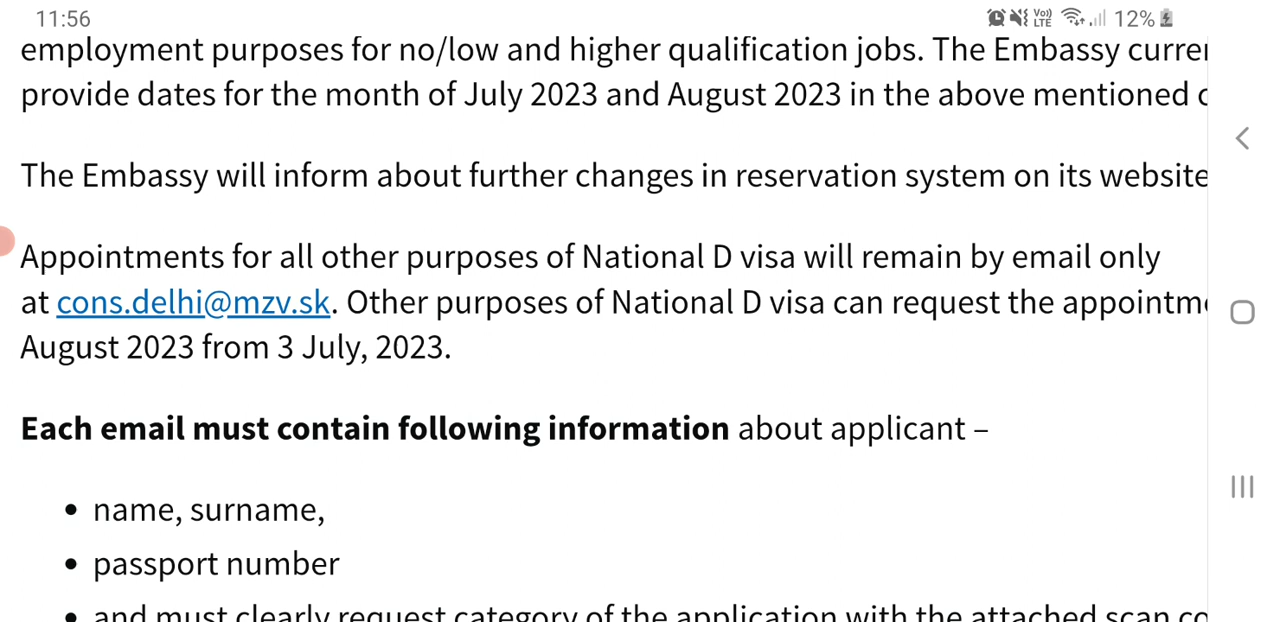 11:56 Vo)) LTE 12%
employment purposes for no/low and higher qualification jobs. The Embassy
provide dates for the month of July 2023 and August 2023 in the above mentioned
The Embassy will inform about further changes in reservation system on its website
Appointments for all other purposes of National D visa will remain by email only
at cons.delhi@mzv.sk. Other purposes of National D visa can request the
August 2023 from 3 July, 2023.
Each email must contain following information about applicant –
• name, surname,
• passport number
• and must clearly request category of the application with the attached scan